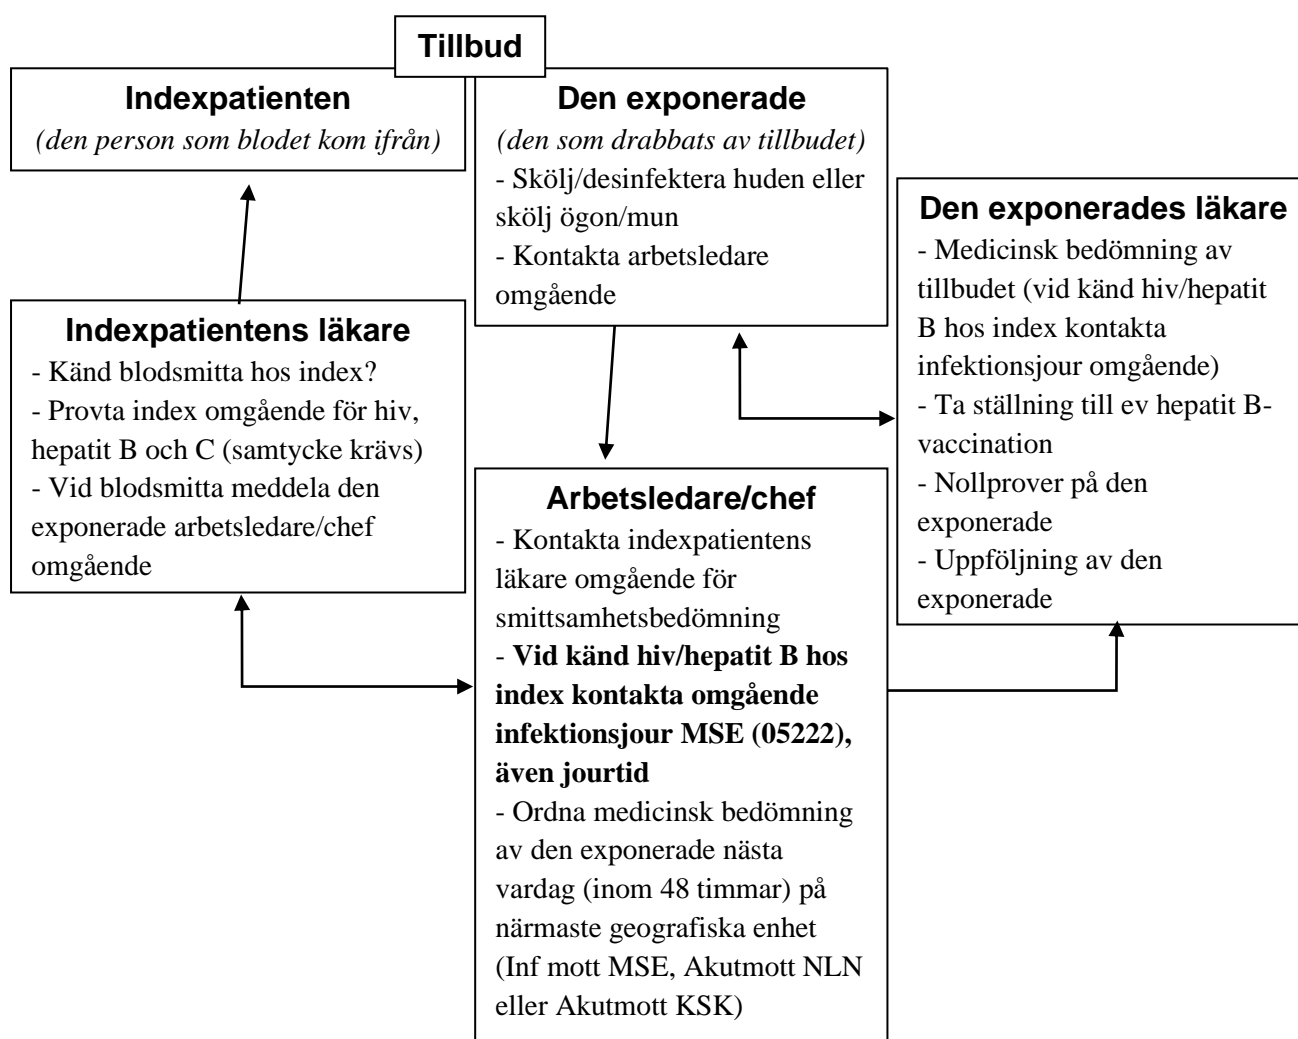 Tillbud
Indexpatienten
(den person som blodet kom ifrån)
Den exponerade
(den som drabbats av tillbudet)
- Skölj/desinfektera huden eller
skölj ögon/mun
- Kontakta arbetsledare
omgående
Den exponerades läkare
- Medicinsk bedömning av
tillbudet (vid känd hiv/hepatit
B hos index kontakta
infektionsjour omgående)
- Ta ställning till ev hepatit B-
vaccination
- Nollprover på den
exponerade
- Uppföljning av den
exponerade
Indexpatientens läkare
- Känd blodsmitta hos index?
- Provta index omgående för hiv,
hepatit B och C (samtycke krävs)
- Vid blodsmitta meddela den
exponerade arbetsledare/chef
omgående
Arbetsledare/chef
- Kontakta indexpatientens
läkare omgående för
smittsamhetsbedömning
- Vid känd hiv/hepatit B hos
index kontakta omgående
infektionsjour MSE (05222),
även jourtid
- Ordna medicinsk bedömning
av den exponerade nästa
vardag (inom 48 timmar) på
närmaste geografiska enhet
(Inf mott MSE, Akutmott NLN
eller Akutmott KSK)